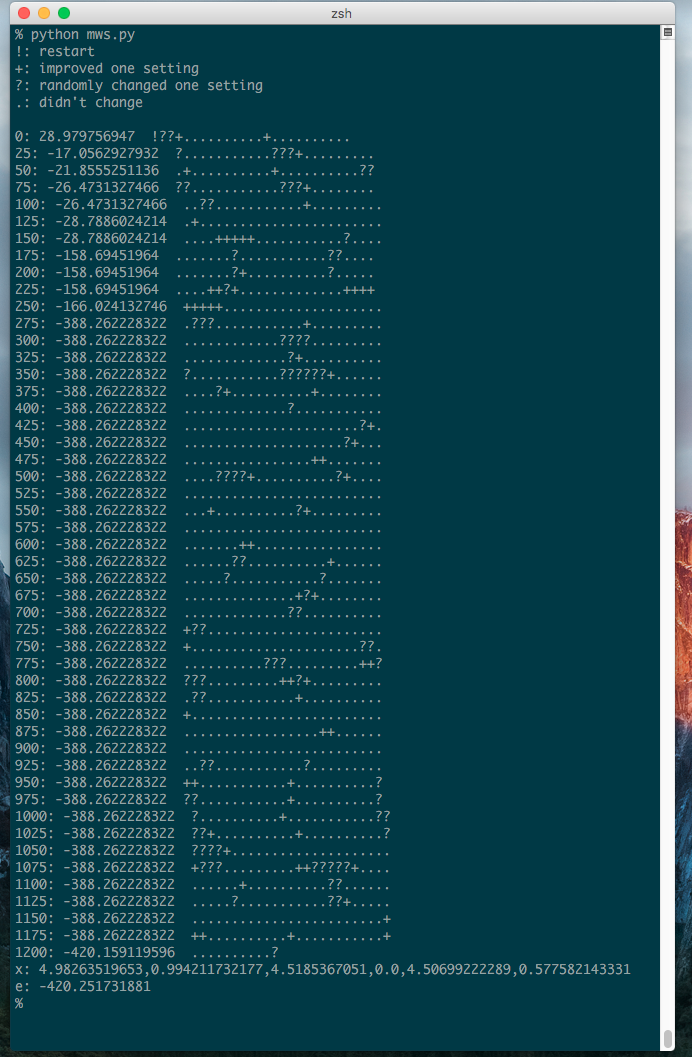 zsh
% python mws.py
!: restart
+: improved one setting
?: randomly changed one setting
.: didn't change
0: 28.979756947  !??+..........+..........
25: -17.0562927932  ?...........???+.........
50: -21.8555251136  .+..........+..........??
75: -26.4731327466  ??...........???+........
100: -26.4731327466  ..??...........+.........
125: -28.7886024214  .+.......................
150: -28.7886024214  ....+++++...........?....
175: -158.69451964  .......?...........??....
200: -158.69451964  .......?+..........?.....
225: -158.69451964  ....++?+.............++++
250: -166.024132746  +++++....................
275: -388.262228322  .???...........+.........
300: -388.262228322  ............????.........
325: -388.262228322  .............?+..........
350: -388.262228322  ?...........??????+......
375: -388.262228322  ....?+..........+........
400: -388.262228322  .............?...........
425: -388.262228322  ......................?+.
450: -388.262228322  ....................?+...
475: -388.262228322  ................++.......
500: -388.262228322  ....????+..........?+....
525: -388.262228322  .........................
550: -388.262228322  ...+..........?+.........
575: -388.262228322  .........................
600: -388.262228322  .......++................
625: -388.262228322  ......??..........+......
650: -388.262228322  .....?...........?.......
675: -388.262228322  ..............+?+........
700: -388.262228322  .............??..........
725: -388.262228322  +??......................
750: -388.262228322  +.....................??.
775: -388.262228322  ..........???.........++?
800: -388.262228322  ???.........++?+.........
825: -388.262228322  .??...........+..........
850: -388.262228322  +........................
875: -388.262228322  .................++......
900: -388.262228322  .........................
925: -388.262228322  ..??...........?.........
950: -388.262228322  ++...........+..........?
975: -388.262228322  ??...........+..........?
1000: -388.262228322  ?..........+...........??
1025: -388.262228322  ??+..........+..........?
1050: -388.262228322  ????+....................
1075: -388.262228322  +???.........++?????+....
1100: -388.262228322  ......+..........??......
1125: -388.262228322  .....?...........??+.....
1150: -388.262228322  ........................+
1175: -388.262228322  ++..........+...........+
1200: -420.159119596  ..........?
x: 4.98263519653,0.994211732177,4.5185367051,0.0,4.50699222289,0.577582143331
e: -420.251731881
%